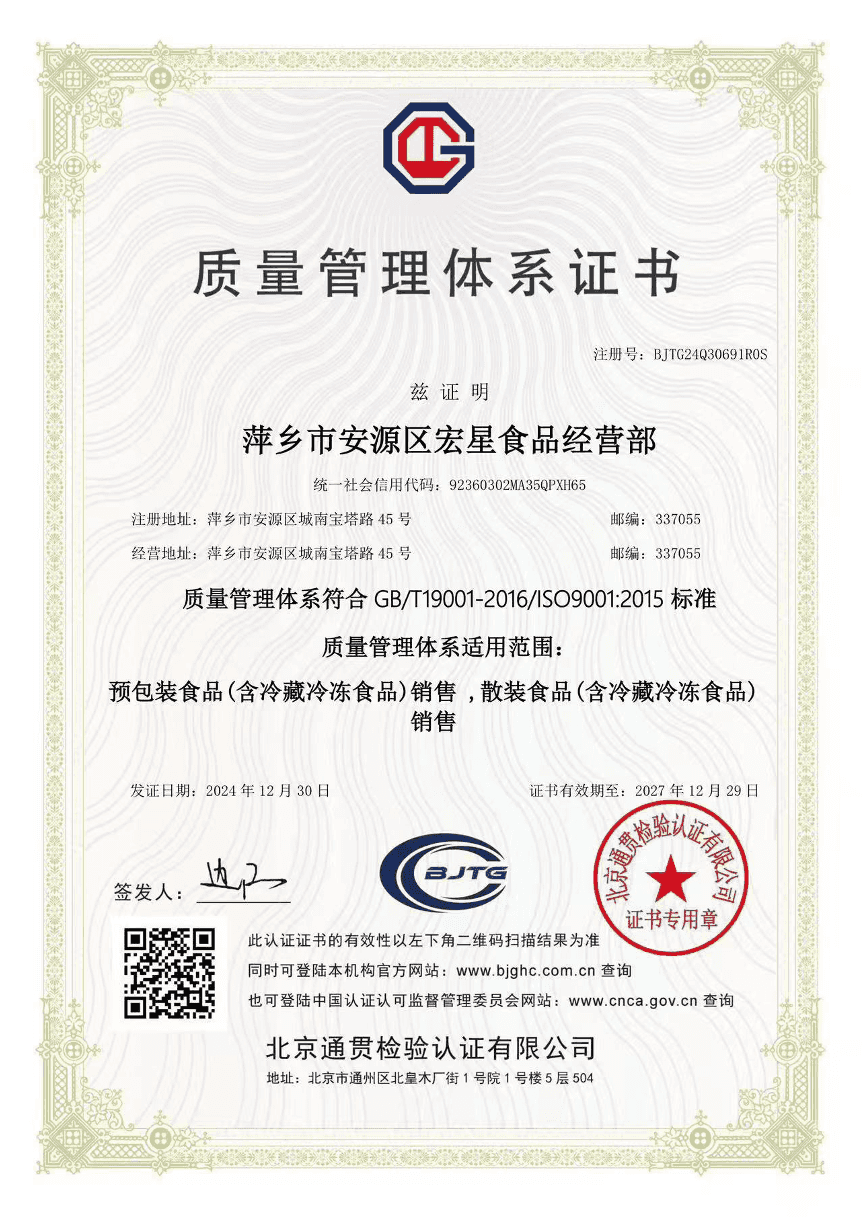 质量管理体系证书
注册号：BJTG24Q30691R0S
兹证明
萍乡市安源区宏星食品经营部
统一社会信用代码：92360302MA35QPXH65
注册地址：萍乡市安源区城南宝塔路 45 号 邮编：337055
经营地址：萍乡市安源区城南宝塔路 45 号 邮编：337055
质量管理体系符合 GB/T19001-2016/ISO9001:2015 标准
质量管理体系适用范围：
预包装食品(含冷藏冷冻食品)销售 ,散装食品(含冷藏冷冻食品)
销售
发证日期：2024 年 12 月 30 日 证书有效期至：2027 年 12 月 29 日
签发人：
BJTG
北京通贯检验认证有限公司
证书专用章
此认证证书的有效性以左下角二维码扫描结果为准
同时可登陆本机构官方网站：www.bjghc.com.cn 查询
也可登陆中国认证认可监督管理委员会网站：www.cnca.gov.cn 查询
北京通贯检验认证有限公司
地址：北京市通州区北皇木厂街 1 号院 1 号楼 5 层 504